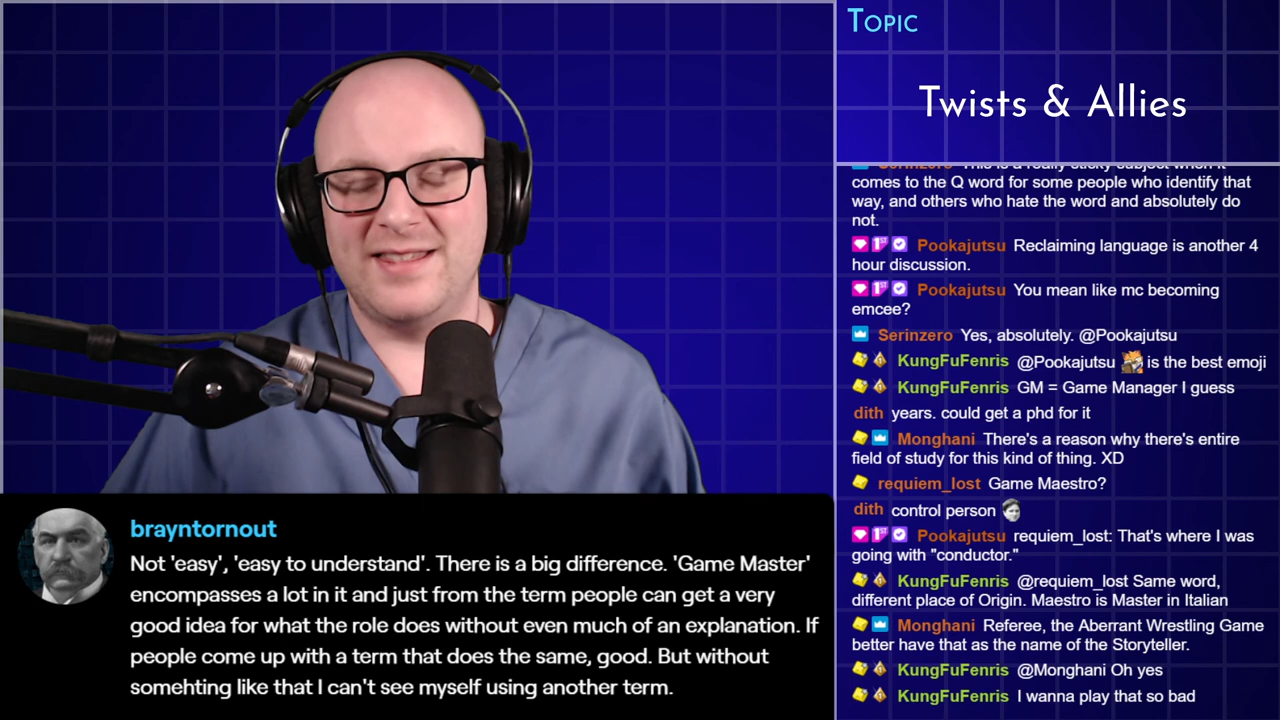 TOPIC
Twists & Allies
Serinzero This is a really sticky subject when it
comes to the Q word for some people who identify that
way, and others who hate the word and absolutely do
not.
Pookajutsu Reclaiming language is another 4
hour discussion.
Pookajutsu You mean like mc becoming
emcee?
Serinzero Yes, absolutely. @Pookajutsu
KungFuFenris @Pookajutsu is the best emoji
KungFuFenris GM = Game Manager I guess
dith years. could get a phd for it
Monghani There's a reason why there's entire
field of study for this kind of thing. XD
requiem_lost Game Maestro?
dith control person
Pookajutsu requiem_lost: That's where I was
going with "conductor."
KungFuFenris @requiem_lost Same word,
different place of Origin. Maestro is Master in Italian
Monghani Referee, the Aberrant Wrestling Game
better have that as the name of the Storyteller.
KungFuFenris @Monghani Oh yes
KungFuFenris I wanna play that so bad
brayntornout
Not 'easy', 'easy to understand'. There is a big difference. 'Game Master'
encompasses a lot in it and just from the term people can get a very
good idea for what the role does without even much of an explanation. If
people come up with a term that does the same, good. But without
somehting like that I can't see myself using another term.